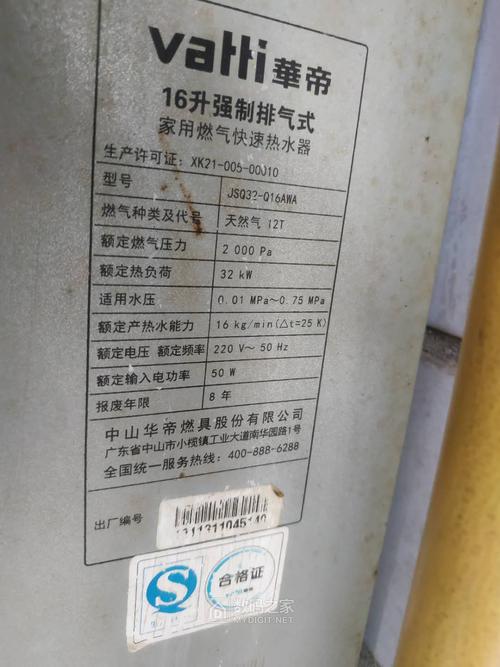 vatti 華帝
16升强制排气式
家用燃气快速热水器
生产许可证: XK21-005-00010
型号 JSQ32-Q16AWA
燃气种类及代号 天然气 12T
额定燃气压力 2 000 Pa
额定热负荷 32 kW
适用水压 0.01 MPa～0.75 MPa
额定产热水能力 16 kg/min(△t=25 K)
额定电压 额定频率 220 V～ 50 Hz
额定输入电功率 50 W
报废年限 8 年
中山华帝燃具股份有限公司
广东省中山市小榄镇工业大道南华园路1号
全国统一服务热线: 400-888-6288
出厂编号
合格证
数码之家
MYDIGIT.NET